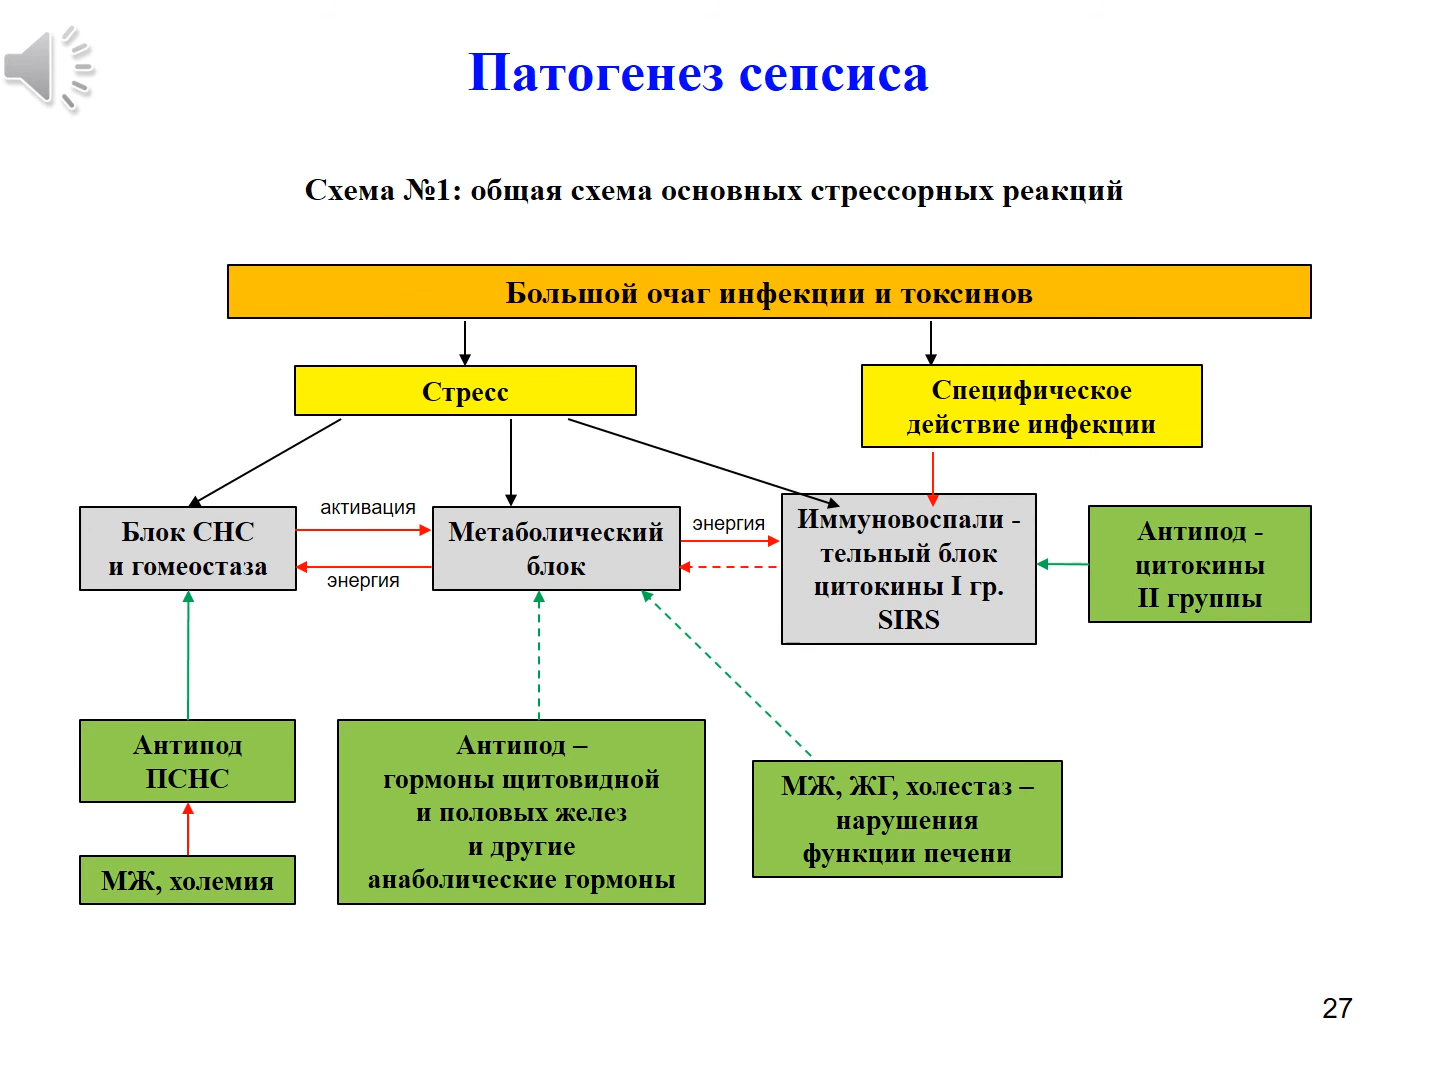 Патогенез сепсиса
Схема №1: общая схема основных стрессорных реакций
Большой очаг инфекции и токсинов
Стресс
Специфическое
действие инфекции
Блок СНС
и гомеостаза
активация
энергия
Метаболический
блок
энергия
Иммуновоспали -
тельный блок
цитокины I гр.
SIRS
Антипод -
цитокины
II группы
Антипод
ПСНС
МЖ, холемия
Антипод –
гормоны щитовидной
и половых желез
и другие
анаболические гормоны
МЖ, ЖГ, холестаз –
нарушения
функции печени
27